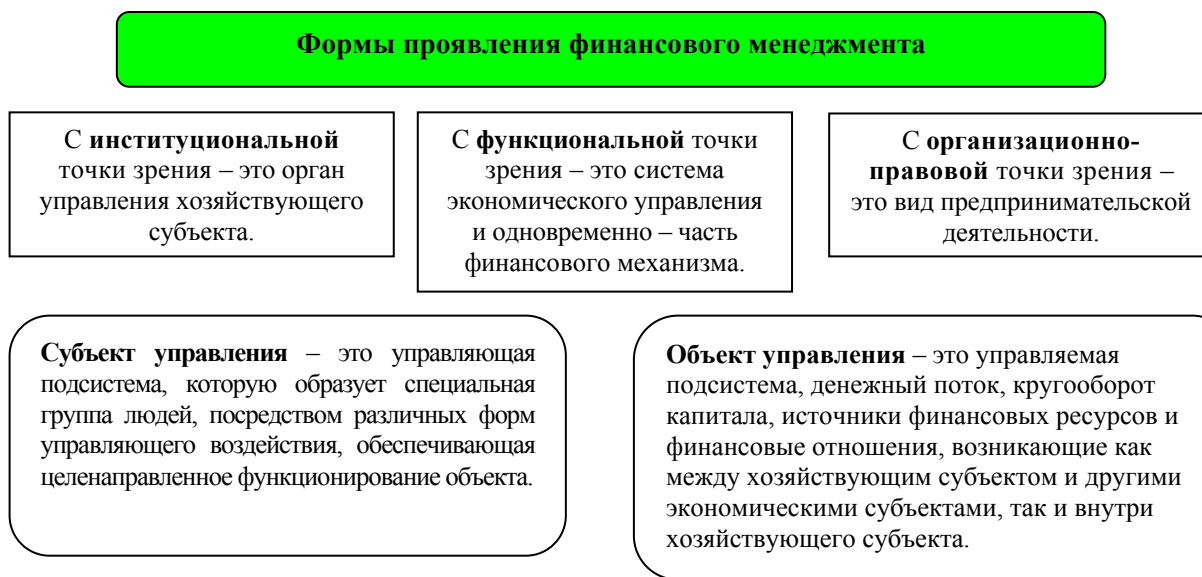 Формы проявления финансового менеджмента
С институциональной
точки зрения – это орган
управления хозяйствующего
субъекта.
С функциональной точки
зрения – это система
экономического управления
и одновременно – часть
финансового механизма.
С организационно-
правовой точки зрения –
это вид предпринимательской
деятельности.
Субъект управления – это управляющая
подсистема, которую образует специальная
группа людей, посредством различных форм
управляющего воздействия, обеспечивающая
целенаправленное функционирование объекта.
Объект управления – это управляемая
подсистема, денежный поток, кругооборот
капитала, источники финансовых ресурсов и
финансовые отношения, возникающие как
между хозяйствующим субъектом и другими
экономическими субъектами, так и внутри
хозяйствующего субъекта.